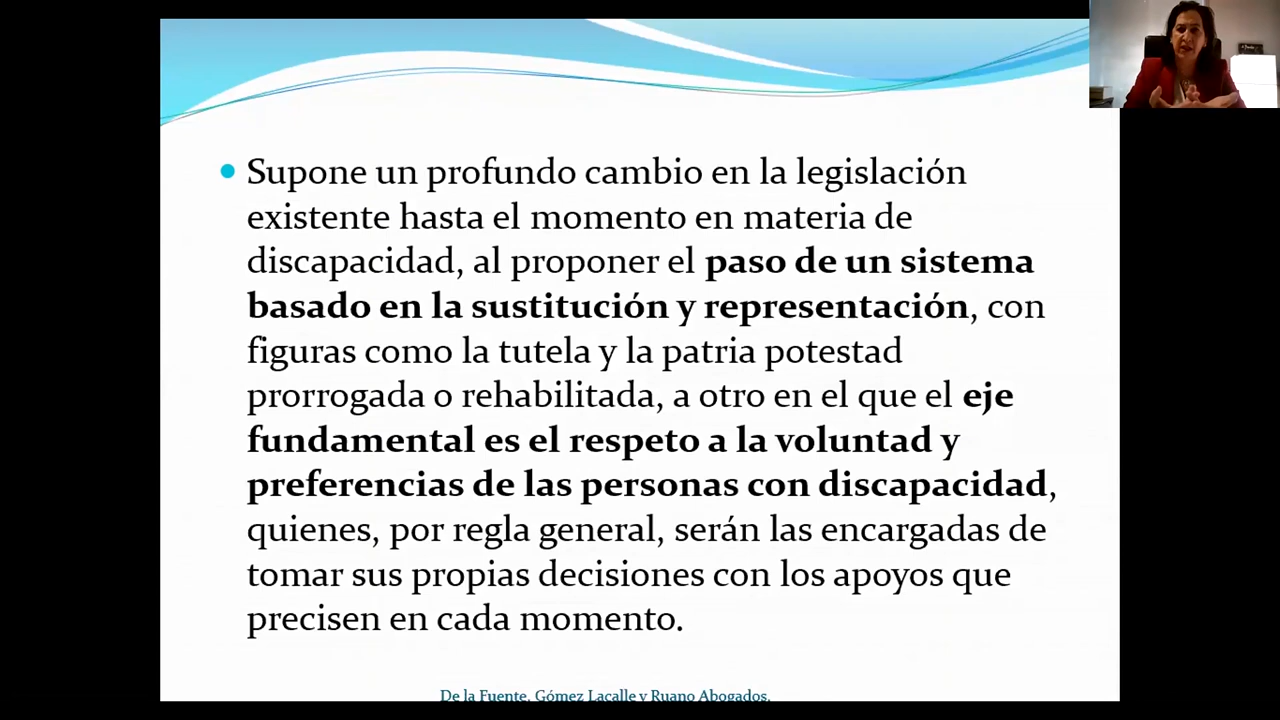 Supone un profundo cambio en la legislación
existente hasta el momento en materia de
discapacidad, al proponer el paso de un sistema
basado en la sustitución y representación, con
figuras como la tutela y la patria potestad
prorrogada o rehabilitada, a otro en el que el eje
fundamental es el respeto a la voluntad y
preferencias de las personas con discapacidad,
quienes, por regla general, serán las encargadas de
tomar sus propias decisiones con los apoyos que
precisen en cada momento.
De la Fuente, Gómez Lacalle y Ruano Abogados.